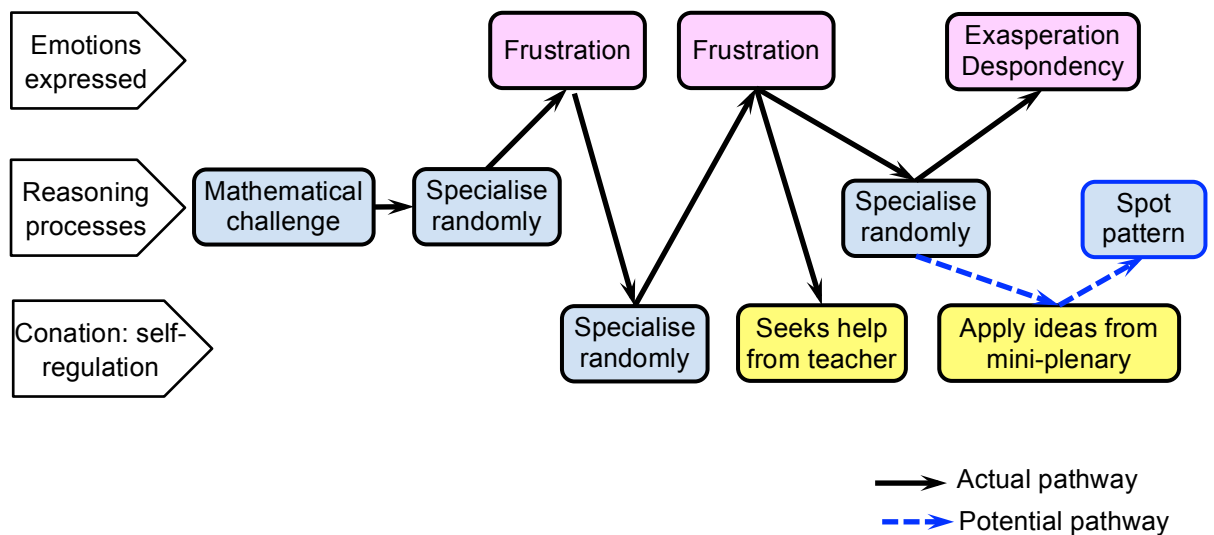 Emotions
expressed
Frustration
Frustration
Exasperation
Despondency
Reasoning
processes
Mathematical
challenge
Specialise
randomly
Specialise
randomly
Spot
pattern
Conation: self-
regulation
Specialise
randomly
Seeks help
from teacher
Apply ideas from
mini-plenary
Actual pathway
Potential pathway